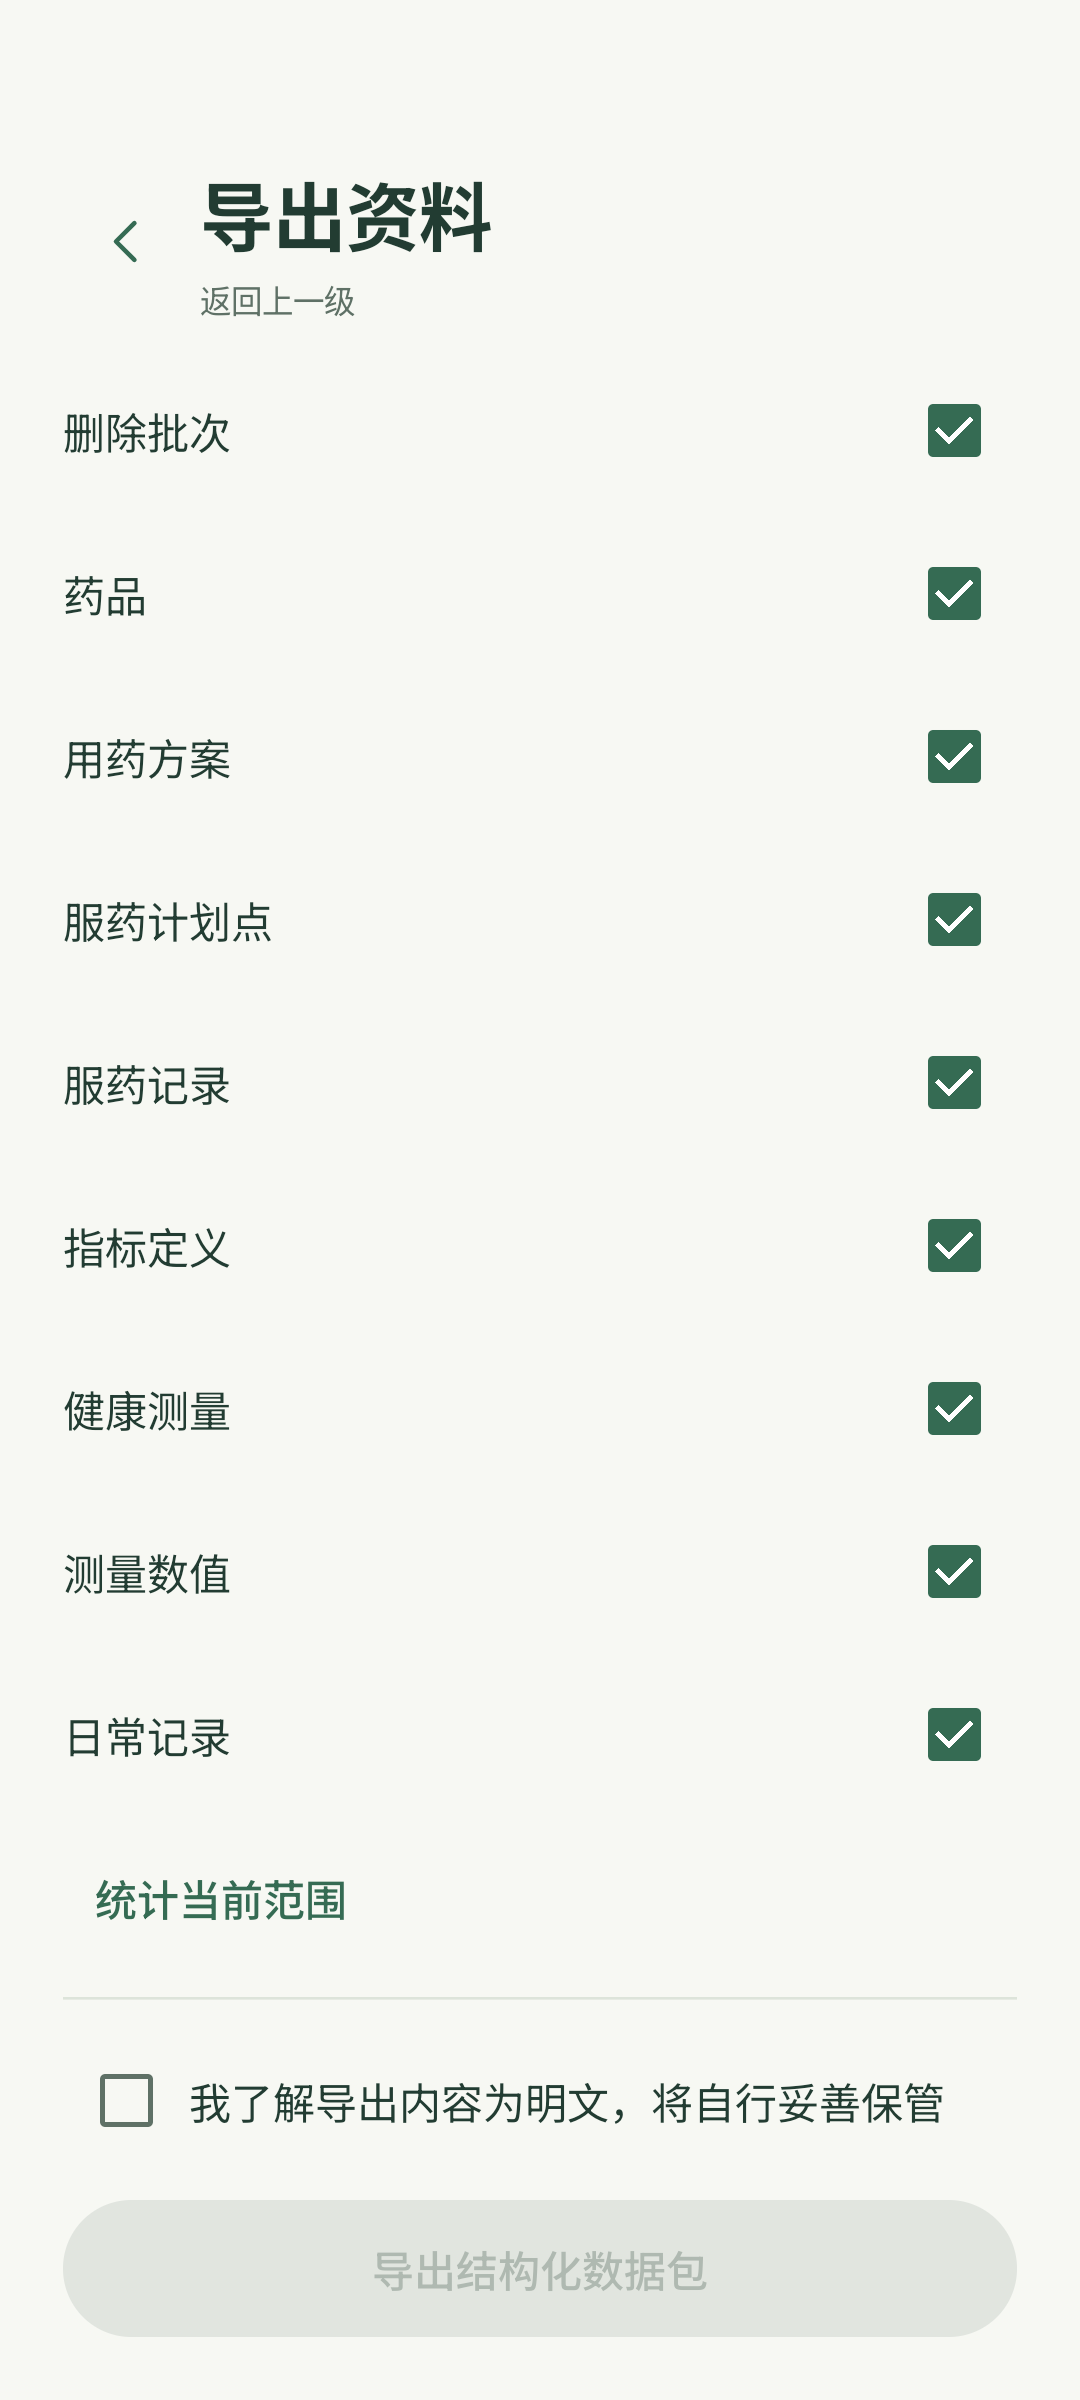 导出资料
返回上一级
删除批次
药品
用药方案
服药计划点
服药记录
指标定义
健康测量
测量数值
日常记录
统计当前范围
我了解导出内容为明文，将自行妥善保管
导出结构化数据包